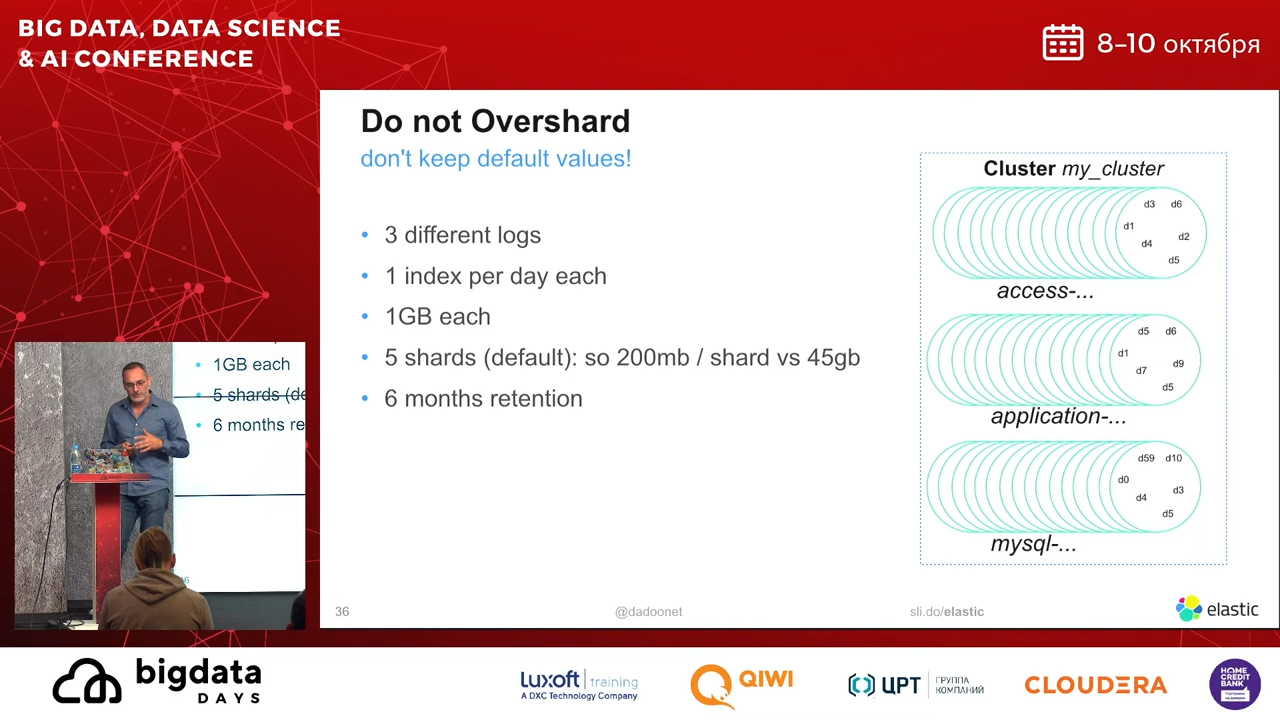 BIG DATA, DATA SCIENCE
& AI CONFERENCE
8–10 октября
Do not Overshard
don't keep default values!
• 3 different logs
• 1 index per day each
• 1GB each
• 5 shards (default): so 200mb / shard vs 45gb
• 6 months retention
Cluster my_cluster
d3 d6
d1
d2
d4
d5
access-...
d5 d6
d1
d9
d7
d5
application-...
d59 d10
d0
d3
d4
d5
mysql-...
36
@dadoonet
sli.do/elastic
elastic
• 1GB each
• 5 shards (de
• 6 months re
bigdata
DAYS
Luxoft training
A DXC Technology Company
QIWI
ЦРТ ГРУППА
КОМПАНИЙ
CLOUDERA
HOME
CREDIT
BANK